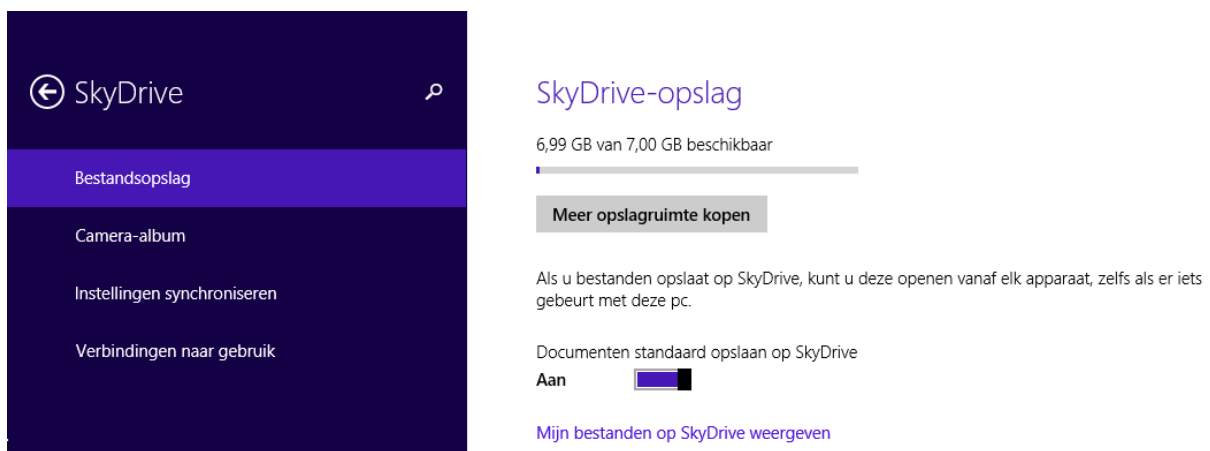 SkyDrive
Bestandsopslag
Camera-album
Instellingen synchroniseren
Verbindingen naar gebruik
SkyDrive-opslag
6,99 GB van 7,00 GB beschikbaar
Meer opslagruimte kopen
Als u bestanden opslaat op SkyDrive, kunt u deze openen vanaf elk apparaat, zelfs als er iets
gebeurt met deze pc.
Documenten standaard opslaan op SkyDrive
Aan
Mijn bestanden op SkyDrive weergeven